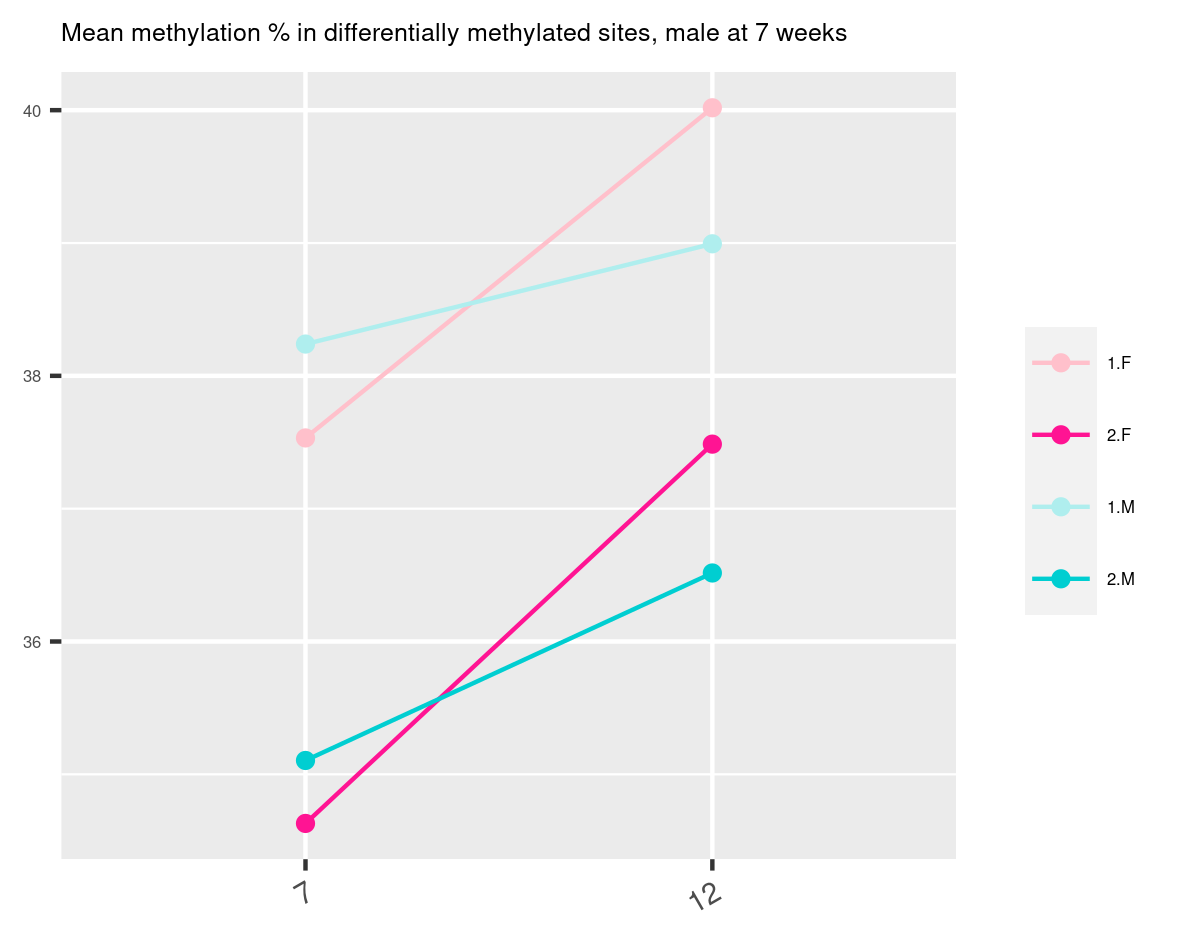 Mean methylation % in differentially methylated sites, male at 7 weeks
40
38
36
7
12
1.F
2.F
1.M
2.M